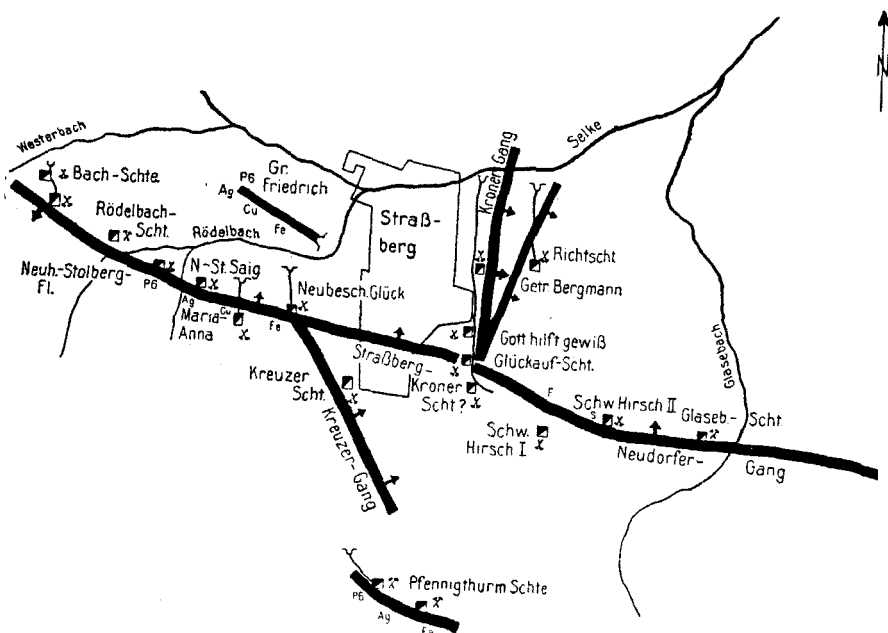 N
Westerbach
Bach-Schte.
Rödelbach-
Scht.
Neuh.-Stolberg-
Fl.
Pb
Ag
Cu
Fe
Gr.
Friedrich
Rödelbach
Straß-
berg
Selke
Kroner Gang
Richtscht
Getr Bergmann
Gott hilft gewiß
Glückauf-Scht.
Pb
N-St.Saig
Ag
Cu
Fe
Maria-
Anna
Neubesch.Glück
Straßberg-
Kroner
Scht?
Kreuzer
Scht.
Kreuzer-Gang
F
S
Schw Hirsch II
Schw.
Hirsch I
Glaseb.-Scht.
Glasebach
Neudorfer-
Gang
Pfennigthurm Schte
Pb
Ag
Fe